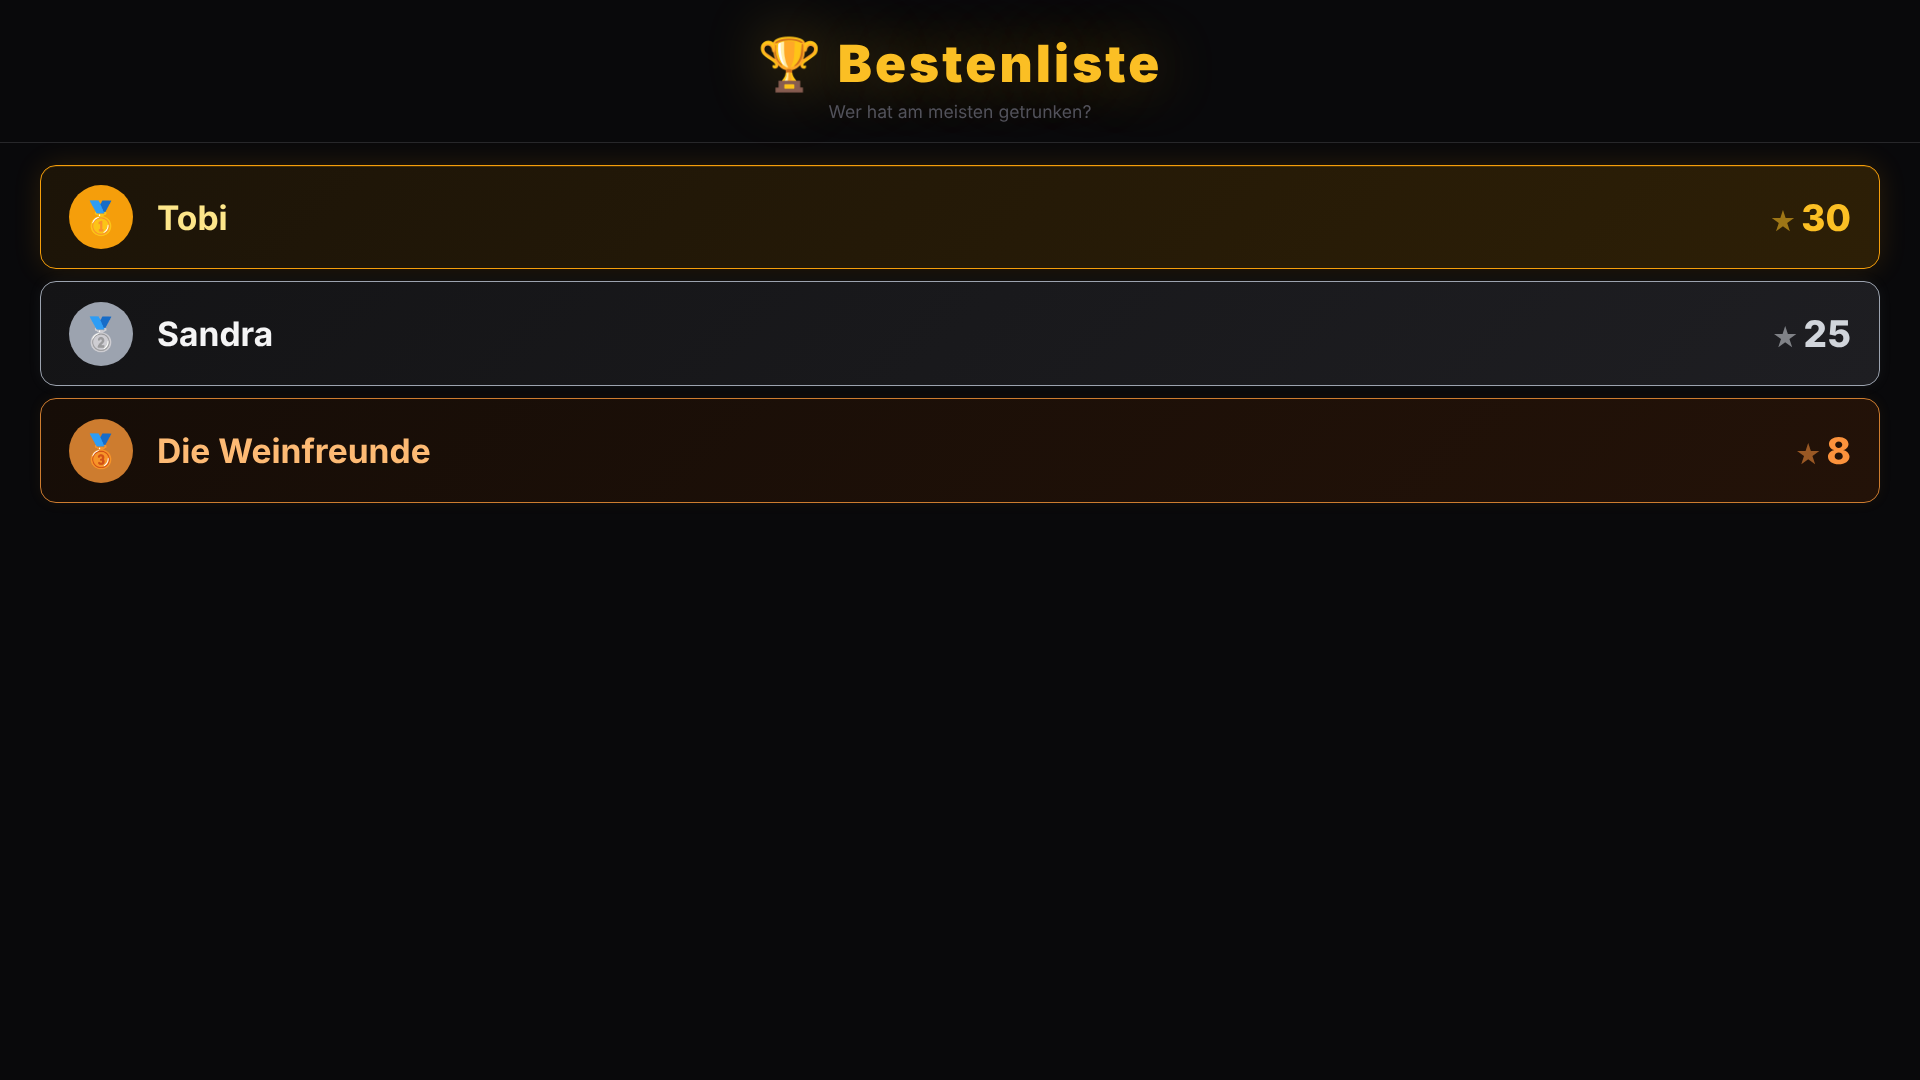 🏆 Bestenliste
Wer hat am meisten getrunken?
🥇 Tobi ★ 30
🥈 Sandra ★ 25
🥉 Die Weinfreunde ★ 8